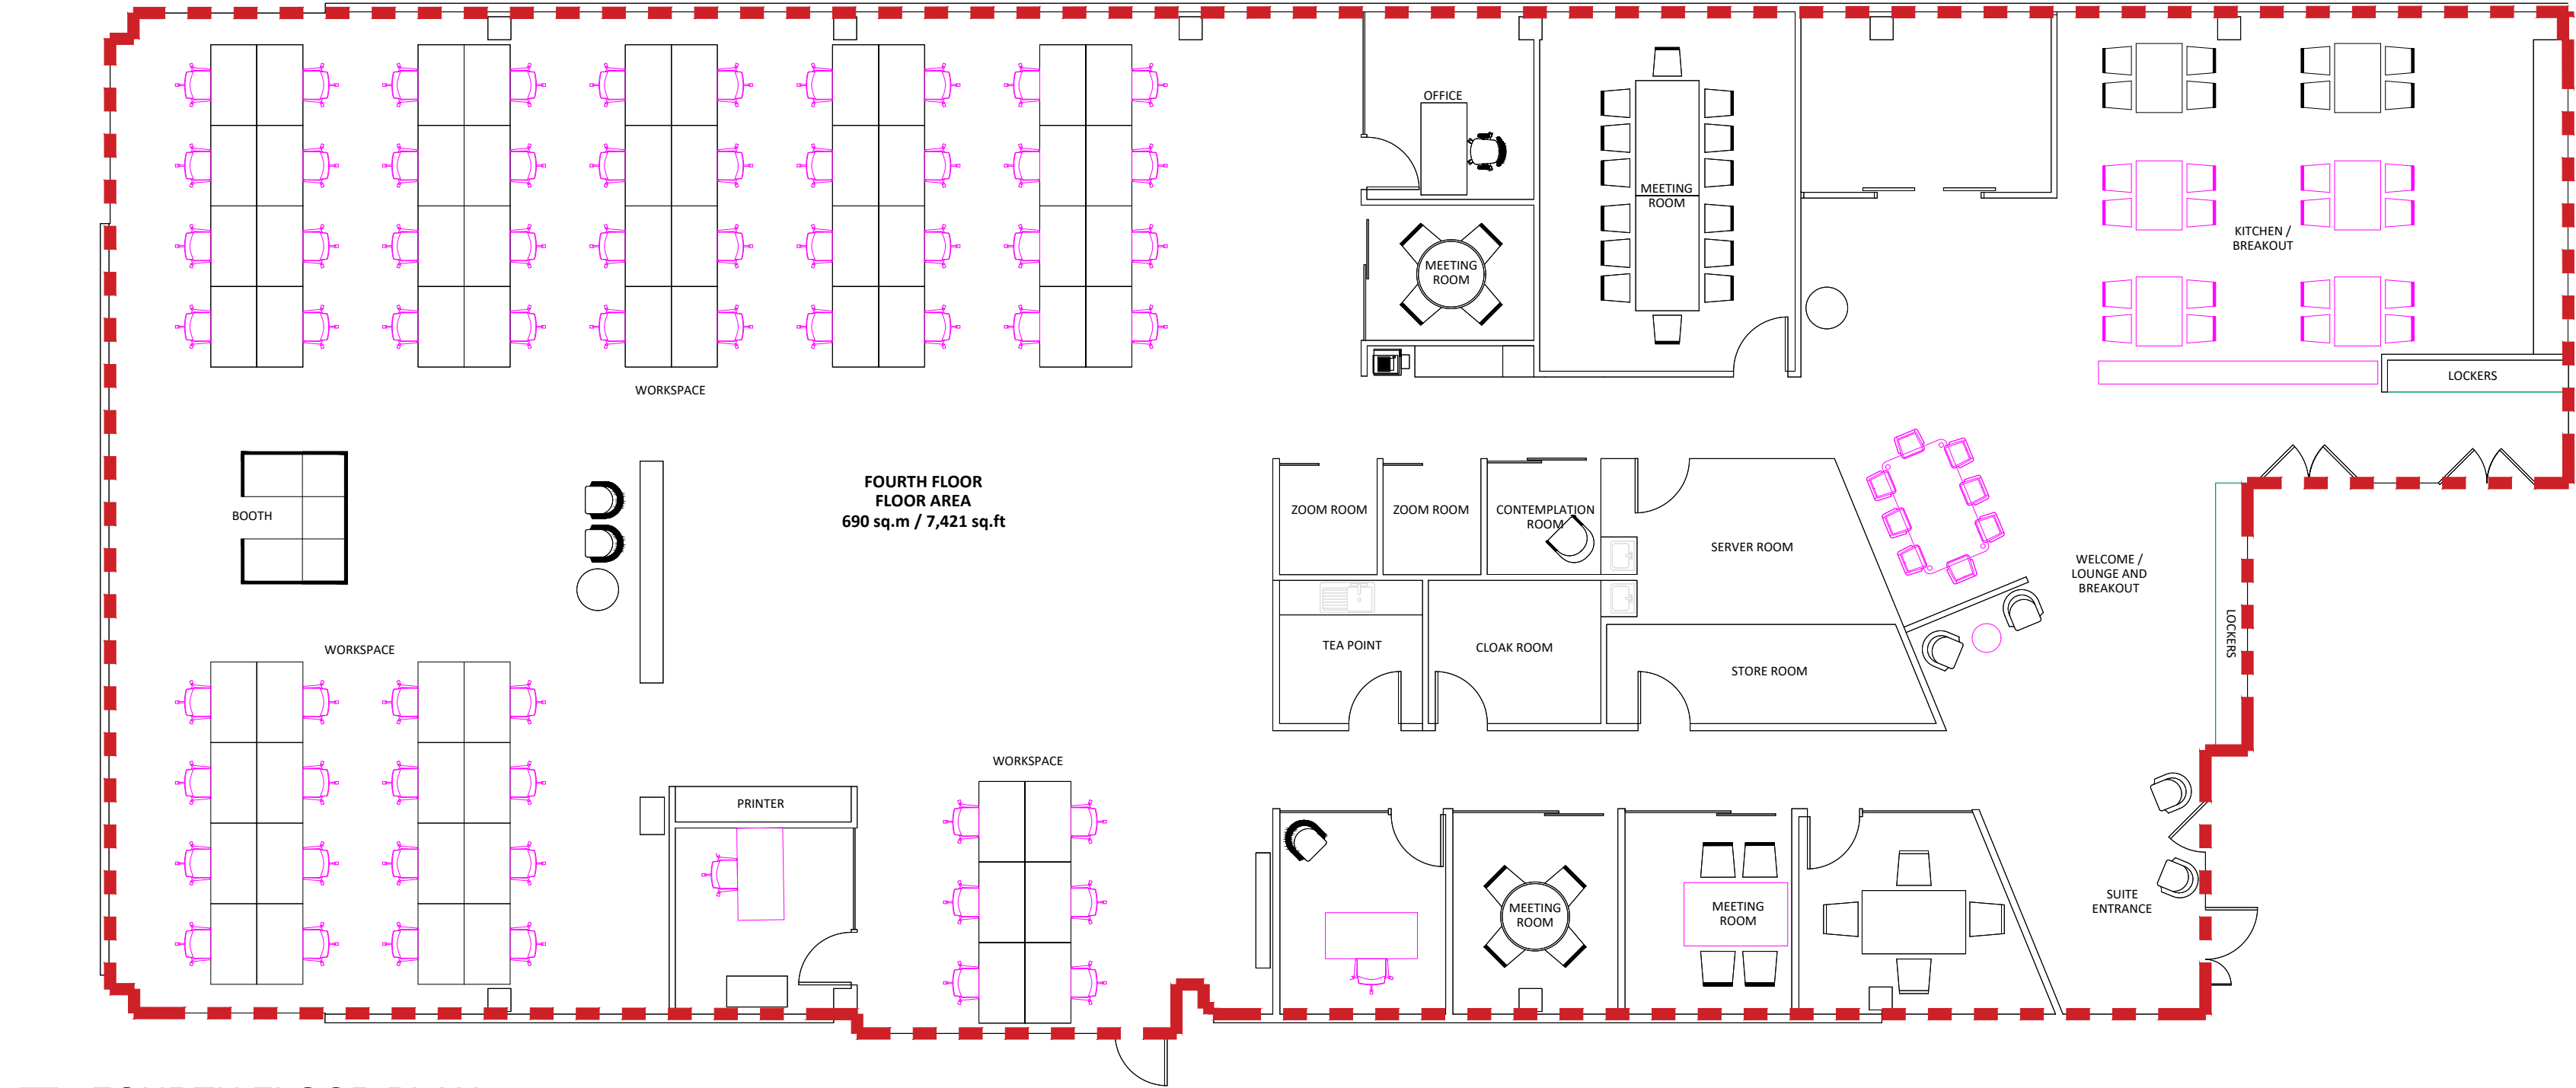 OFFICE
MEETING
ROOM
MEETING
ROOM
KITCHEN /
BREAKOUT
LOCKERS
WORKSPACE
FOURTH FLOOR
FLOOR AREA
690 sq.m / 7,421 sq.ft
BOOTH
ZOOM ROOM
ZOOM ROOM
CONTEMPLATION
ROOM
SERVER ROOM
WELCOME /
LOUNGE AND
BREAKOUT
LOCKERS
WORKSPACE
TEA POINT
CLOAK ROOM
STORE ROOM
WORKSPACE
PRINTER
MEETING
ROOM
MEETING
ROOM
SUITE
ENTRANCE